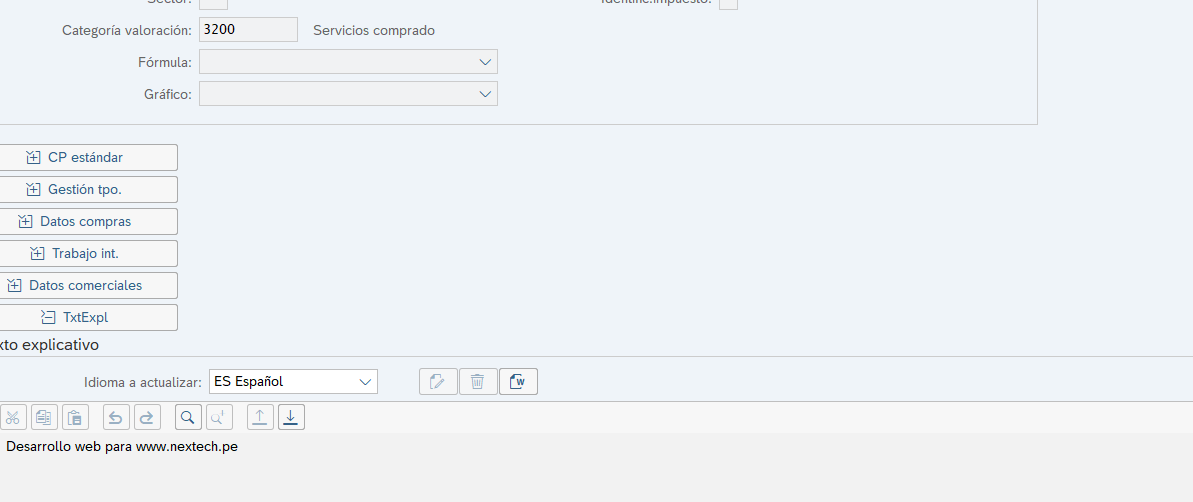 Sector:
Categoría valoración: 3200 Servicios comprado
Fórmula:
Gráfico:
CP estándar
Gestión tpo.
Datos compras
Trabajo int.
Datos comerciales
TxtExpl
xto explicativo
Idioma a actualizar: ES Español
Desarrollo web para www.nextech.pe